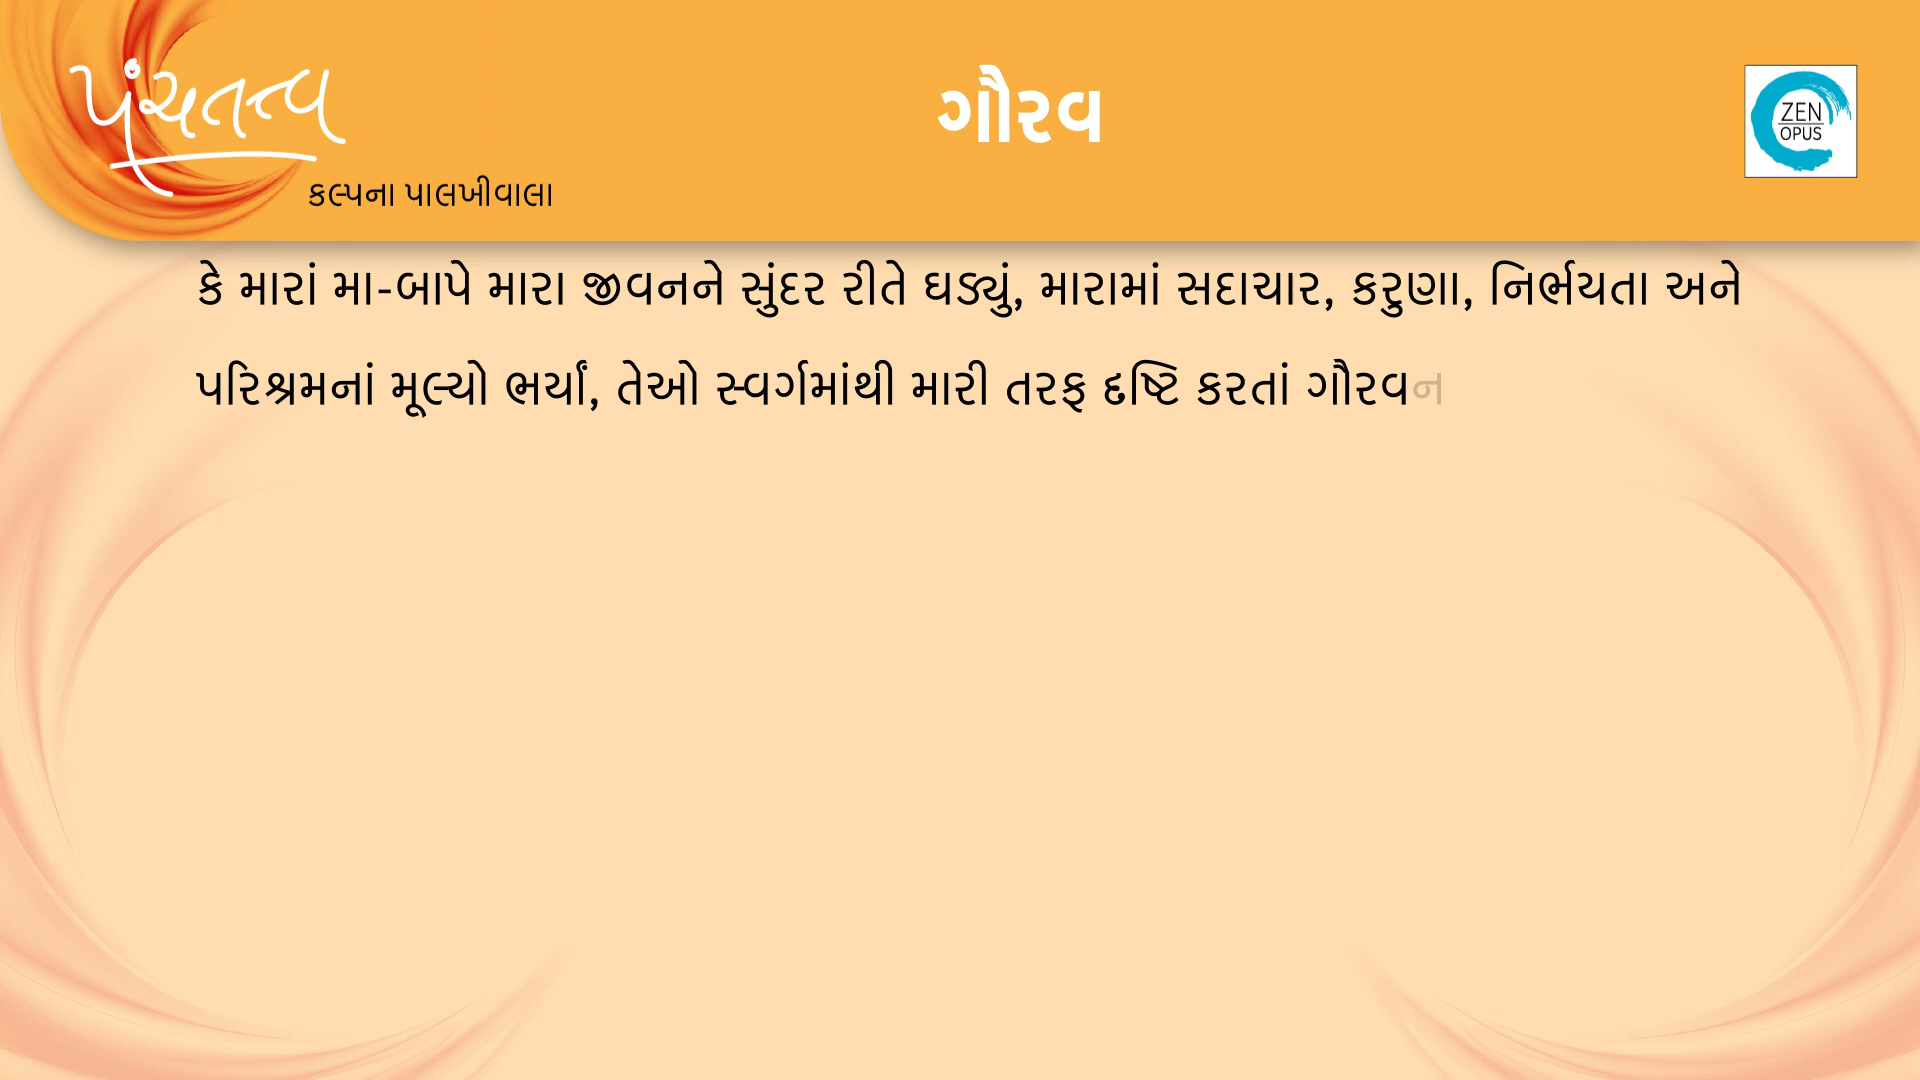 પંચતત્ત્વ
ગૌરવ
ZEN
OPUS
કલ્પના પાલખીવાલા
કે મારાં મા-બાપે મારા જીવનને સુંદર રીતે ઘડ્યું, મારામાં સદાચાર, કરુણા, નિર્ભયતા અને
પરિશ્રમનાં મૂલ્યો ભર્યાં, તેઓ સ્વર્ગમાંથી મારી તરફ દૃષ્ટિ કરતાં ગૌરવન